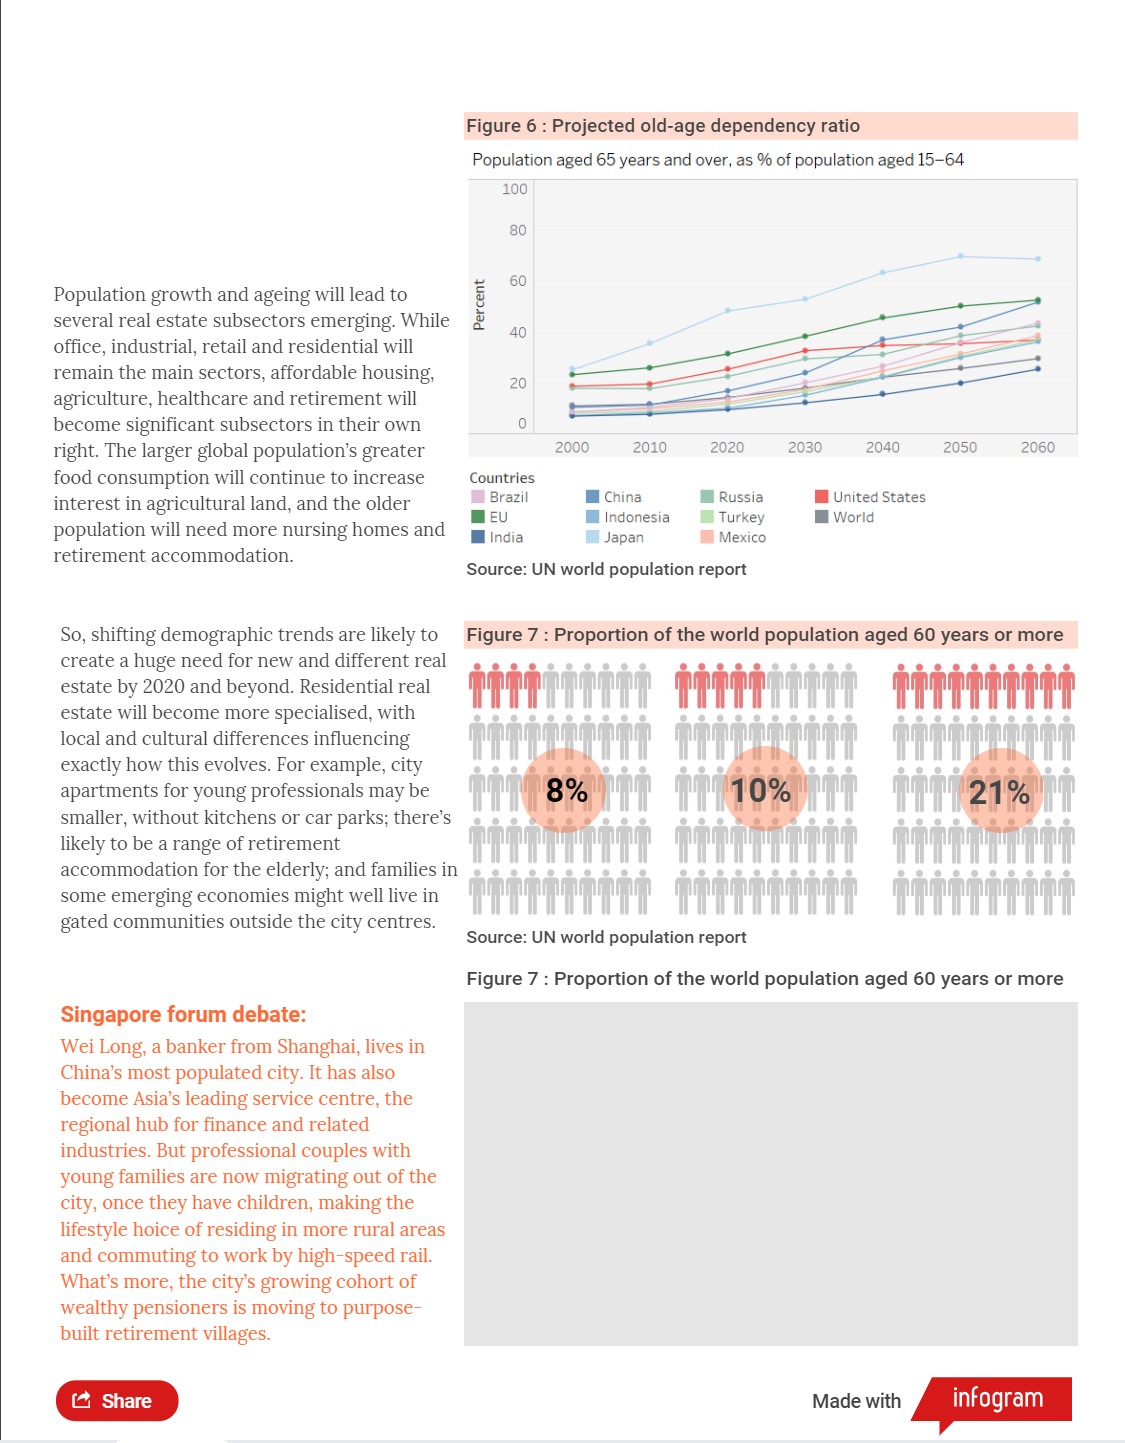 Figure 6 : Projected old-age dependency ratio
Population aged 65 years and over, as % of population aged 15–64
100
80
60
40
20
0
Percent
2000 2010 2020 2030 2040 2050 2060
Countries
Brazil China Russia United States
EU Indonesia Turkey World
India Japan Mexico
Source: UN world population report
Population growth and ageing will lead to
several real estate subsectors emerging. While
office, industrial, retail and residential will
remain the main sectors, affordable housing,
agriculture, healthcare and retirement will
become significant subsectors in their own
right. The larger global population's greater
food consumption will continue to increase
interest in agricultural land, and the older
population will need more nursing homes and
retirement accommodation.
So, shifting demographic trends are likely to
create a huge need for new and different real
estate by 2020 and beyond. Residential real
estate will become more specialised, with
local and cultural differences influencing
exactly how this evolves. For example, city
apartments for young professionals may be
smaller, without kitchens or car parks; there's
likely to be a range of retirement
accommodation for the elderly; and families in
some emerging economies might well live in
gated communities outside the city centres.
Figure 7 : Proportion of the world population aged 60 years or more
8% 10% 21%
Source: UN world population report
Figure 7 : Proportion of the world population aged 60 years or more
Singapore forum debate:
Wei Long, a banker from Shanghai, lives in
China's most populated city. It has also
become Asia's leading service centre, the
regional hub for finance and related
industries. But professional couples with
young families are now migrating out of the
city, once they have children, making the
lifestyle hoice of residing in more rural areas
and commuting to work by high-speed rail.
What's more, the city's growing cohort of
wealthy pensioners is moving to purpose-
built retirement villages.
Share
Made with infogram